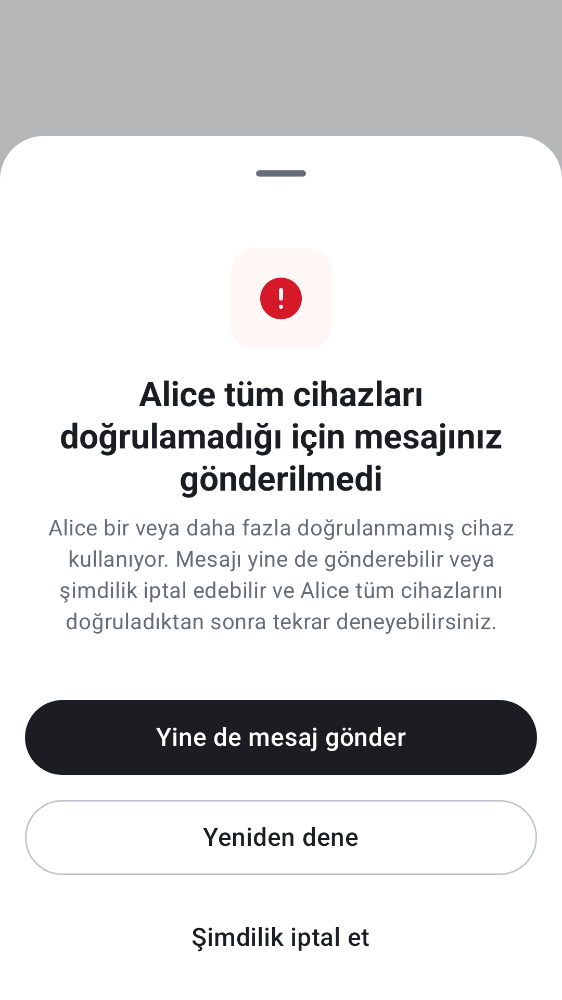 Alice tüm cihazları
doğrulamadığı için mesajınız
gönderilmedi
Alice bir veya daha fazla doğrulanmamış cihaz
kullanıyor. Mesajı yine de gönderebilir veya
şimdilik iptal edebilir ve Alice tüm cihazlarını
doğruladıktan sonra tekrar deneyebilirsiniz.
Yine de mesaj gönder
Yeniden dene
Şimdilik iptal et